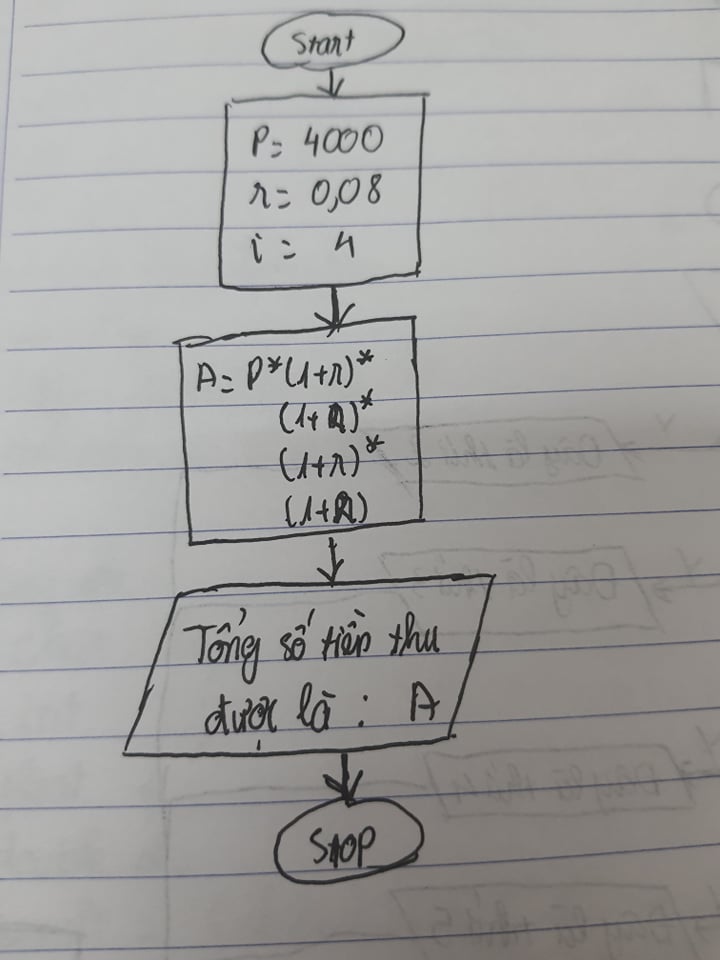 Start
P= 4000
r= 0,08
i= 4
A= P*(1+r)*
(1+r)*
(1+r)*
(1+r)
Tổng số tiền thu
được là : A
Stop